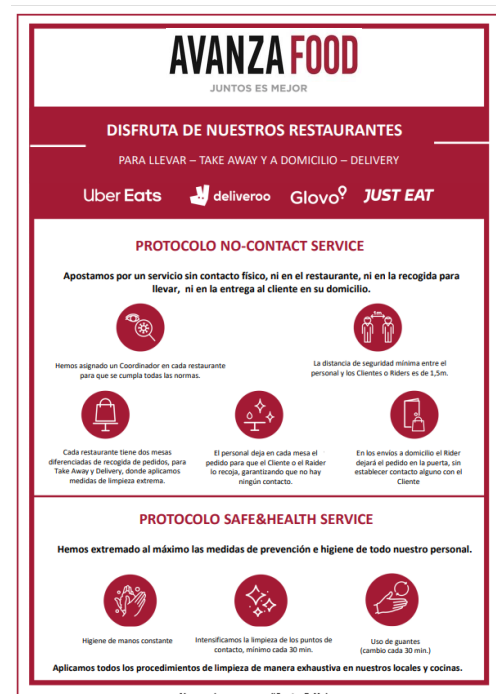 AVANZA FOOD
JUNTOS ES MEJOR
DISFRUTA DE NUESTROS RESTAURANTES
PARA LLEVAR – TAKE AWAY Y A DOMICILIO – DELIVERY
Uber Eats deliveroo Glovo JUST EAT
PROTOCOLO NO-CONTACT SERVICE
Apostamos por un servicio sin contacto físico, ni en el restaurante, ni en la recogida para
llevar, ni en la entrega al cliente en su domicilio.
Hemos asignado un Coordinador en cada restaurante
para que se cumpla todas las normas.
La distancia de seguridad mínima entre el
personal y los Clientes o Riders es de 1,5m.
Cada restaurante tiene dos mesas
diferenciadas de recogida de pedidos, para
Take Away y Delivery, donde aplicamos
medidas de limpieza extrema.
El personal deja en cada mesa el
pedido para que el Cliente o el Raider
lo recoja, garantizando que no hay
ningún contacto.
En los envíos a domicilio el Rider
dejará el pedido en la puerta, sin
establecer contacto alguno con el
Cliente
PROTOCOLO SAFE&HEALTH SERVICE
Hemos extremado al máximo las medidas de prevención e higiene de todo nuestro personal.
Higiene de manos constante
Intensificamos la limpieza de los puntos de
contacto, mínimo cada 30 min.
Uso de guantes
(cambio cada 30 min.)
Aplicamos todos los procedimientos de limpieza de manera exhaustiva en nuestros locales y cocinas.